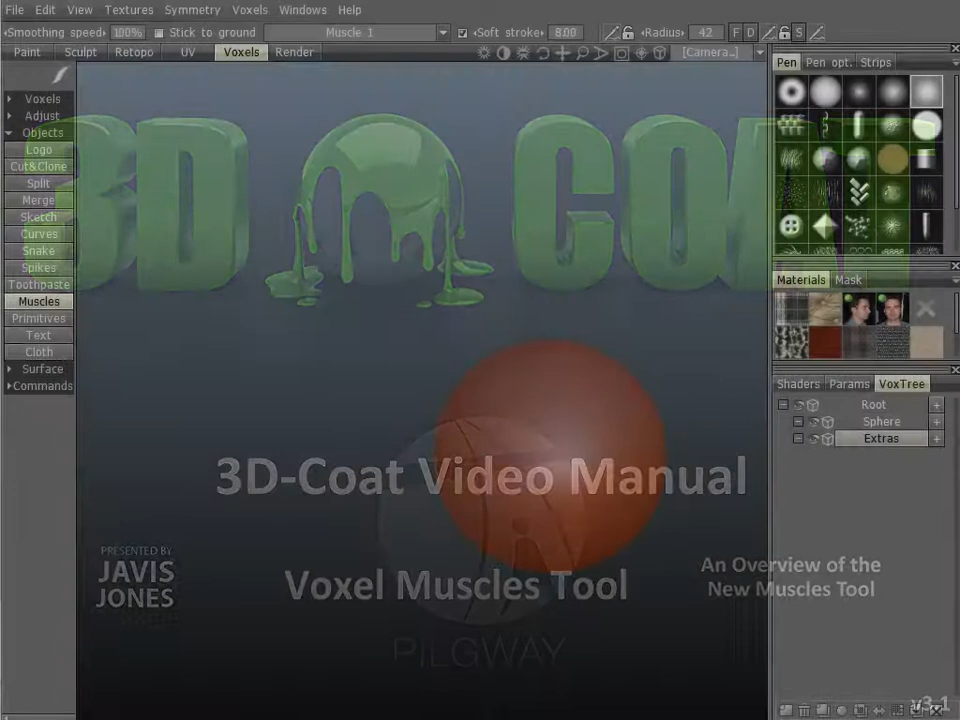 File Edit View Textures Symmetry Voxels Windows Help
Smoothing speed 100% Stick to ground Muscle 1 Soft stroke 8.00 Radius 42 F D S
Paint Sculpt Retopo UV Voxels Render [Camera...]
Pen Pen opt. Strips
Voxels
Adjust
Objects
Logo
Cut&Clone
Split
Merge
Sketch
Curves
Snake
Spikes
Toothpaste
Muscles
Primitives
Text
Cloth
Surface
Commands
3D COA
Materials Mask
Shaders Params VoxTree
Root
Sphere
Extras
3D-Coat Video Manual
PRESENTED BY
JAVIS
JONES
Voxel Muscles Tool
An Overview of the
New Muscles Tool
PILGWAY
v3.1